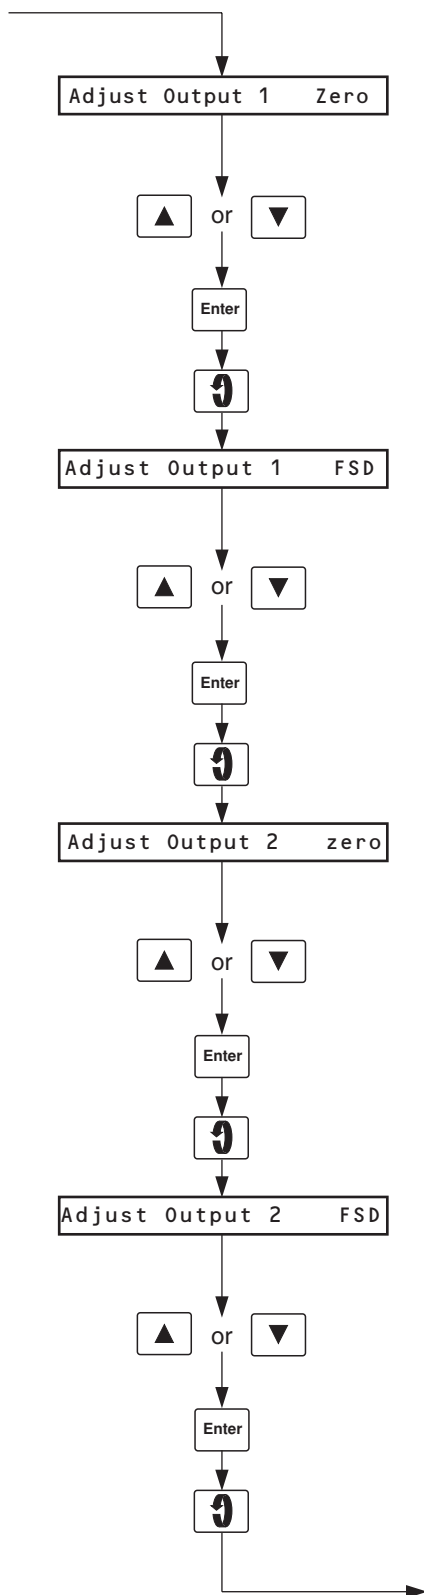 Adjust Output 1 Zero
▲ or ▼
Enter
Adjust Output 1 FSD
▲ or ▼
Enter
Adjust Output 2 zero
▲ or ▼
Enter
Adjust Output 2 FSD
▲ or ▼
Enter